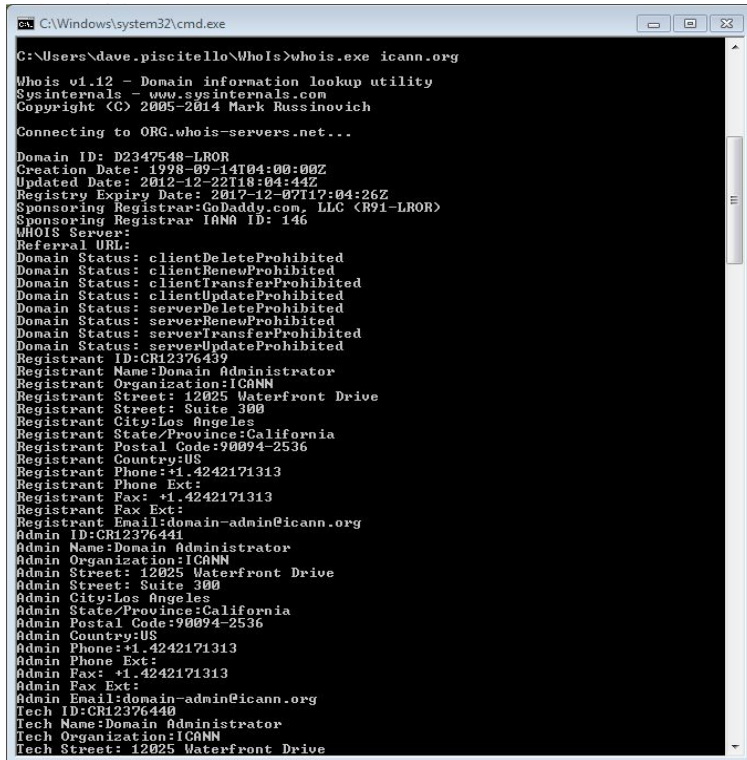 C:\Windows\system32\cmd.exe
C:\Users\dave.piscitello\WhoIs>whois.exe icann.org
Whois v1.12 - Domain information lookup utility
Sysinternals - www.sysinternals.com
Copyright (C) 2005-2014 Mark Russinovich
Connecting to ORG.whois-servers.net...
Domain ID: D2347548-LROR
Creation Date: 1998-09-14T04:00:00Z
Updated Date: 2012-12-22T18:04:44Z
Registry Expiry Date: 2017-12-07T17:04:26Z
Sponsoring Registrar:GoDaddy.com, LLC (R91-LROR)
Sponsoring Registrar IANA ID: 146
WHOIS Server:
Referral URL:
Domain Status: clientDeleteProhibited
Domain Status: clientRenewProhibited
Domain Status: clientTransferProhibited
Domain Status: clientUpdateProhibited
Domain Status: serverDeleteProhibited
Domain Status: serverRenewProhibited
Domain Status: serverTransferProhibited
Domain Status: serverUpdateProhibited
Registrant ID:CR12376439
Registrant Name:Domain Administrator
Registrant Organization:ICANN
Registrant Street: 12025 Waterfront Drive
Registrant Street: Suite 300
Registrant City:Los Angeles
Registrant State/Province:California
Registrant Postal Code:90094-2536
Registrant Country:US
Registrant Phone:+1.4242171313
Registrant Phone Ext:
Registrant Fax: +1.4242171313
Registrant Fax Ext:
Registrant Email:domain-admin@icann.org
Admin ID:CR12376441
Admin Name:Domain Administrator
Admin Organization:ICANN
Admin Street: 12025 Waterfront Drive
Admin Street: Suite 300
Admin City:Los Angeles
Admin State/Province:California
Admin Postal Code:90094-2536
Admin Country:US
Admin Phone:+1.4242171313
Admin Phone Ext:
Admin Fax: +1.4242171313
Admin Fax Ext:
Admin Email:domain-admin@icann.org
Tech ID:CR12376440
Tech Name:Domain Administrator
Tech Organization:ICANN
Tech Street: 12025 Waterfront Drive